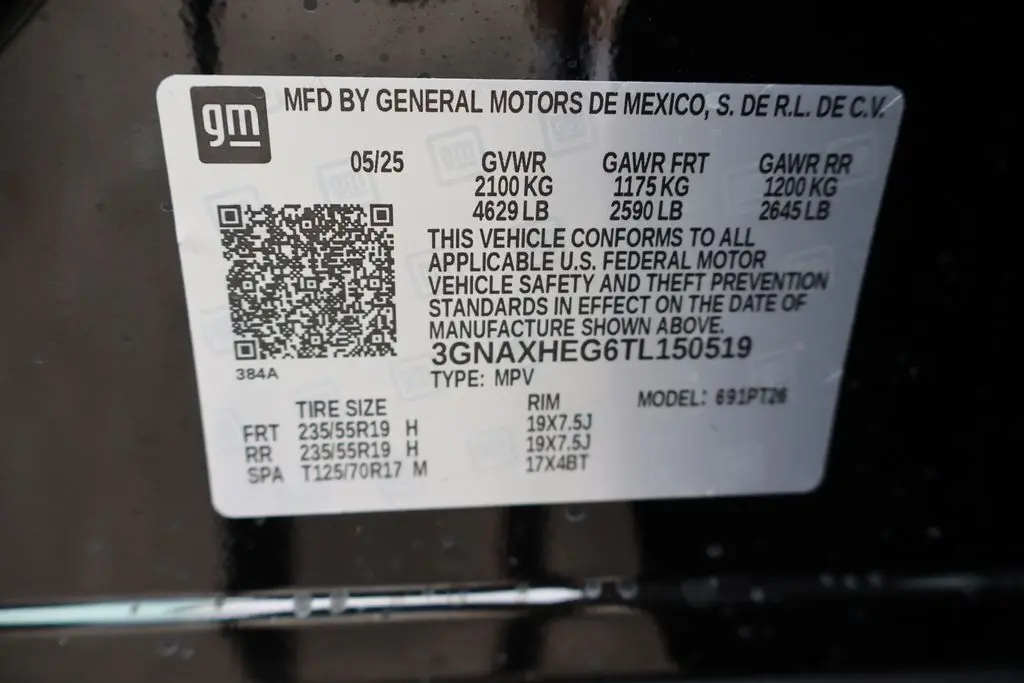 gm
MFD BY GENERAL MOTORS DE MEXICO, S. DE R.L. DE C.V.
05/25 GVWR GAWR FRT GAWR RR
2100 KG 1175 KG 1200 KG
4629 LB 2590 LB 2645 LB
THIS VEHICLE CONFORMS TO ALL
APPLICABLE U.S. FEDERAL MOTOR
VEHICLE SAFETY AND THEFT PREVENTION
STANDARDS IN EFFECT ON THE DATE OF
MANUFACTURE SHOWN ABOVE.
3GNAXHEG6TL150519
384A
TYPE: MPV
TIRE SIZE RIM MODEL: 691PT26
FRT 235/55R19 H 19X7.5J
RR 235/55R19 H 19X7.5J
SPA T125/70R17 M 17X4BT